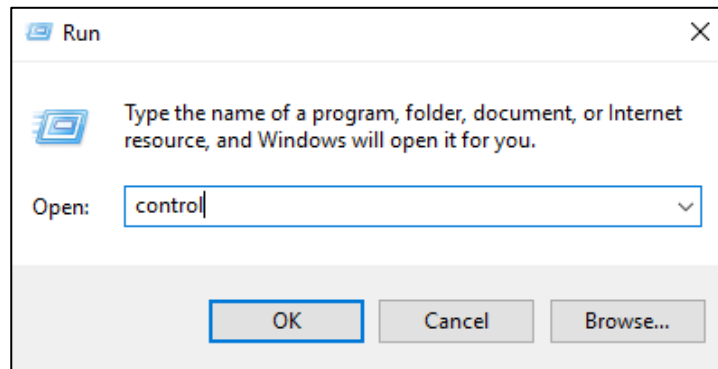 Run
Type the name of a program, folder, document, or Internet
resource, and Windows will open it for you.
Open: control
OK Cancel Browse...